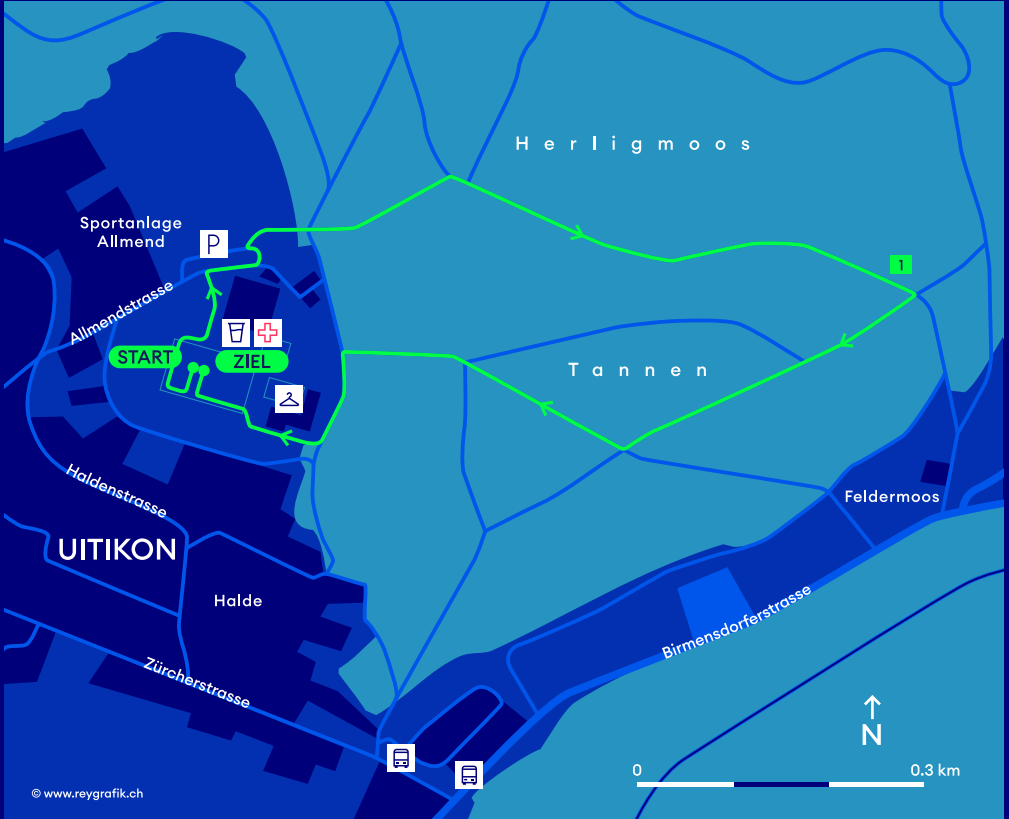 Herligmoos
Sportanlage
Allmend
P
1
Allmendstrasse
START
ZIEL
Tannen
Haldenstrasse
Feldermoos
UITIKON
Halde
Birmensdorferstrasse
Zürcherstrasse
N
0
0.3 km
© www.reygrafik.ch